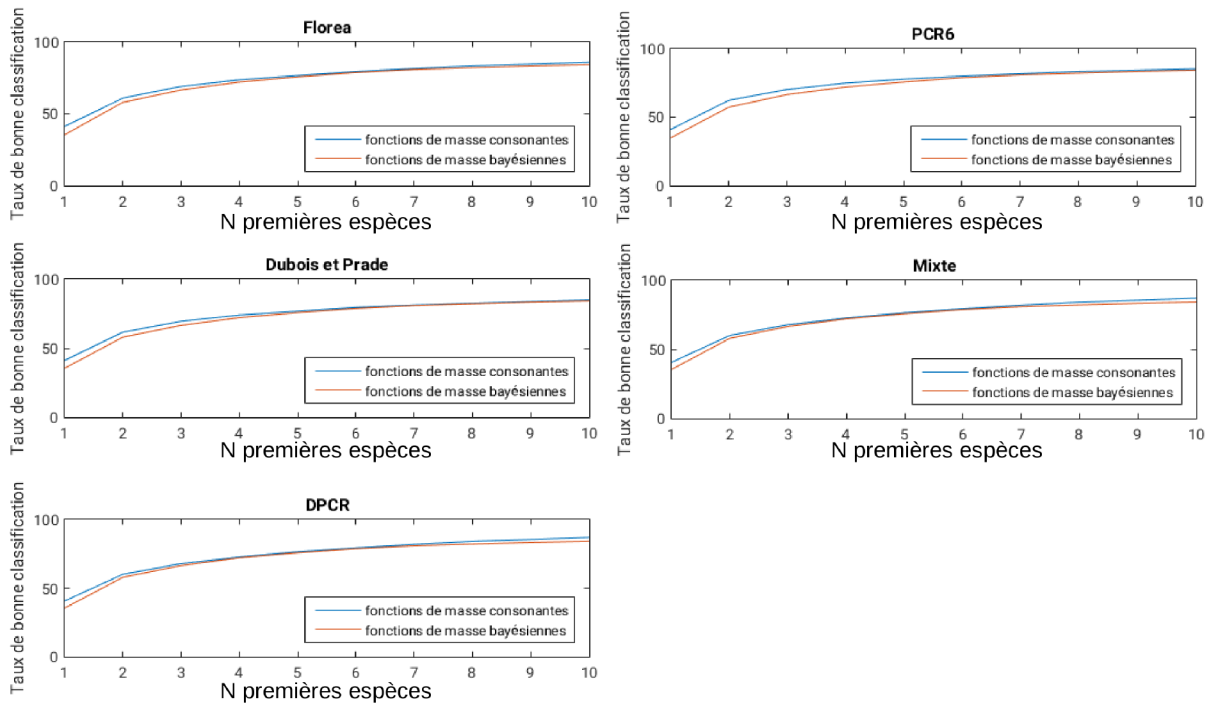 Florea
Taux de bonne classification
100
50
0
fonctions de masse consonantes
fonctions de masse bayésiennes
1 2 3 4 5 6 7 8 9 10
N premières espèces
PCR6
Taux de bonne classification
100
50
0
fonctions de masse consonantes
fonctions de masse bayésiennes
1 2 3 4 5 6 7 8 9 10
N premières espèces
Dubois et Prade
Taux de bonne classification
100
50
0
fonctions de masse consonantes
fonctions de masse bayésiennes
1 2 3 4 5 6 7 8 9 10
N premières espèces
Mixte
Taux de bonne classification
100
50
0
fonctions de masse consonantes
fonctions de masse bayésiennes
1 2 3 4 5 6 7 8 9 10
N premières espèces
DPCR
Taux de bonne classification
100
50
0
fonctions de masse consonantes
fonctions de masse bayésiennes
1 2 3 4 5 6 7 8 9 10
N premières espèces